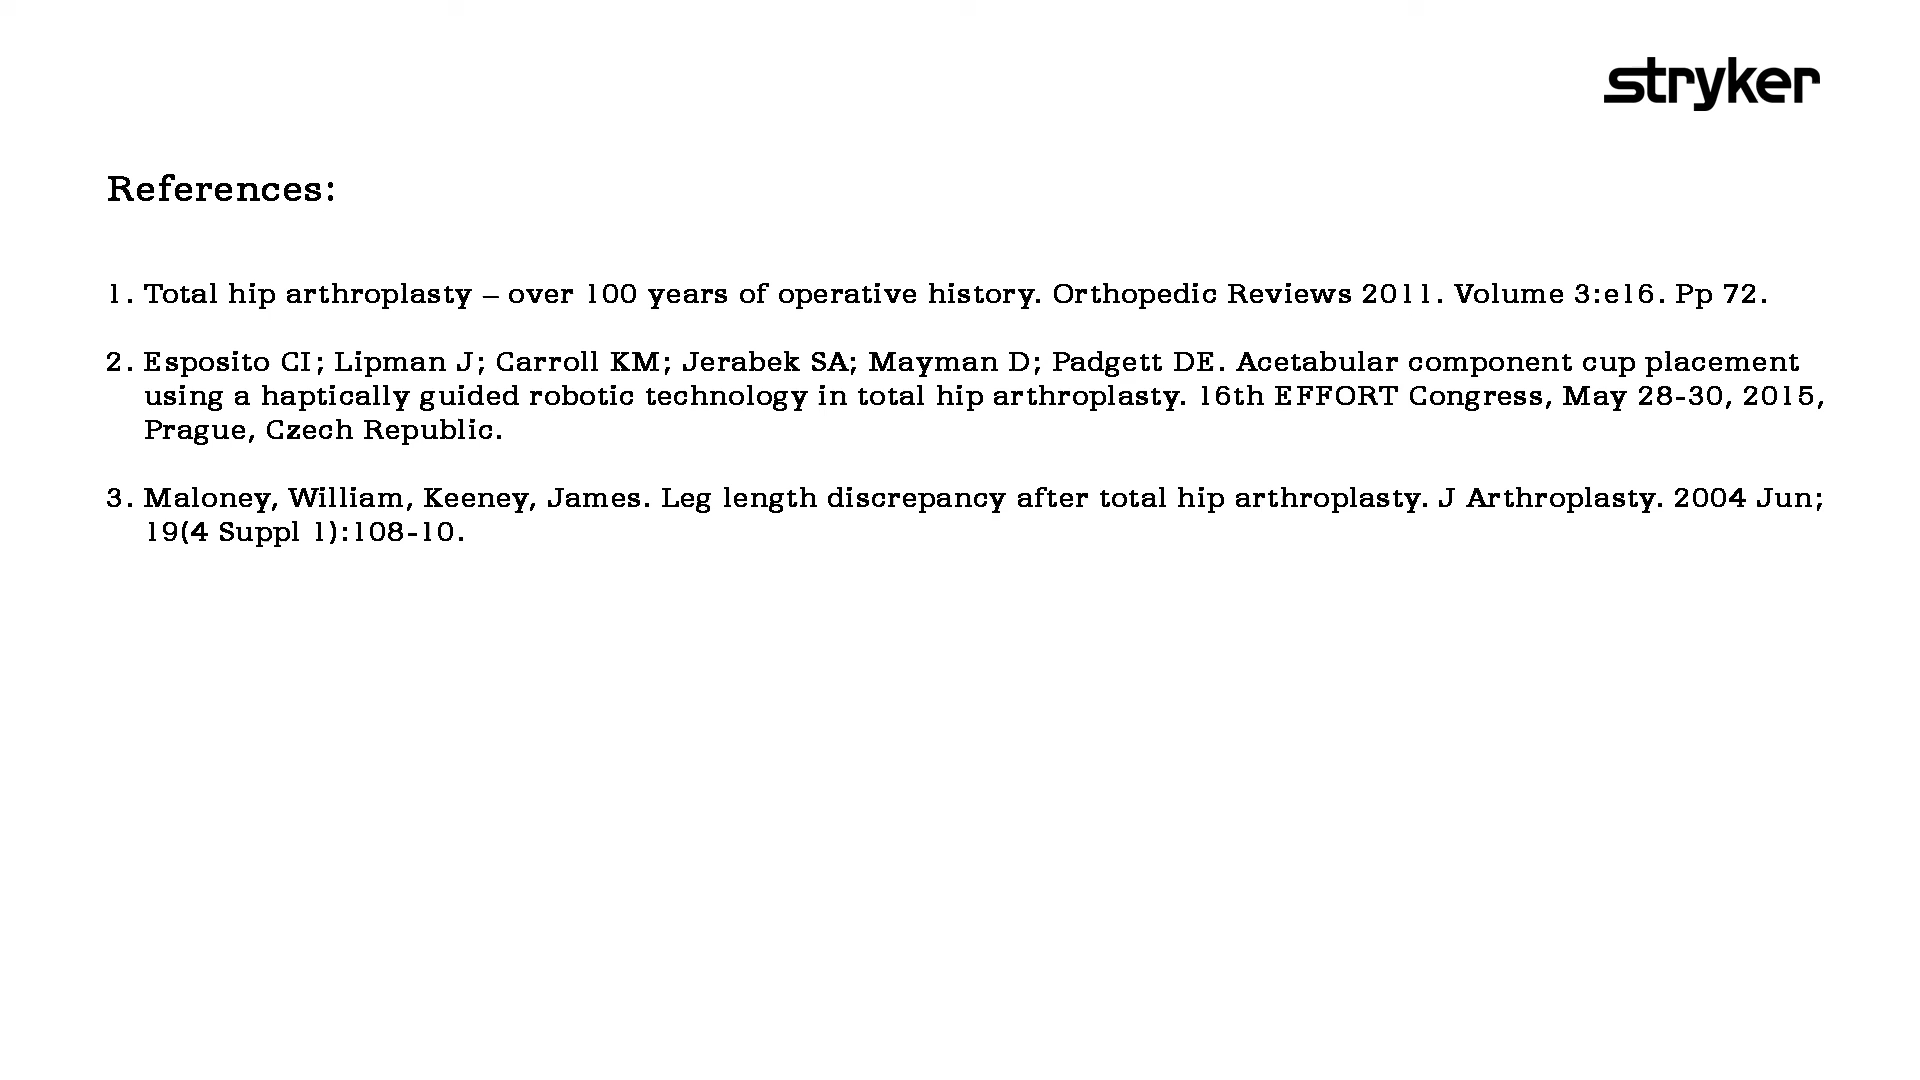 stryker
References:
1. Total hip arthroplasty – over 100 years of operative history. Orthopedic Reviews 2011. Volume 3:e16. Pp 72.
2. Esposito CI; Lipman J; Carroll KM; Jerabek SA; Mayman D; Padgett DE. Acetabular component cup placement
using a haptically guided robotic technology in total hip arthroplasty. 16th EFFORT Congress, May 28-30, 2015,
Prague, Czech Republic.
3. Maloney, William, Keeney, James. Leg length discrepancy after total hip arthroplasty. J Arthroplasty. 2004 Jun;
19(4 Suppl 1):108-10.